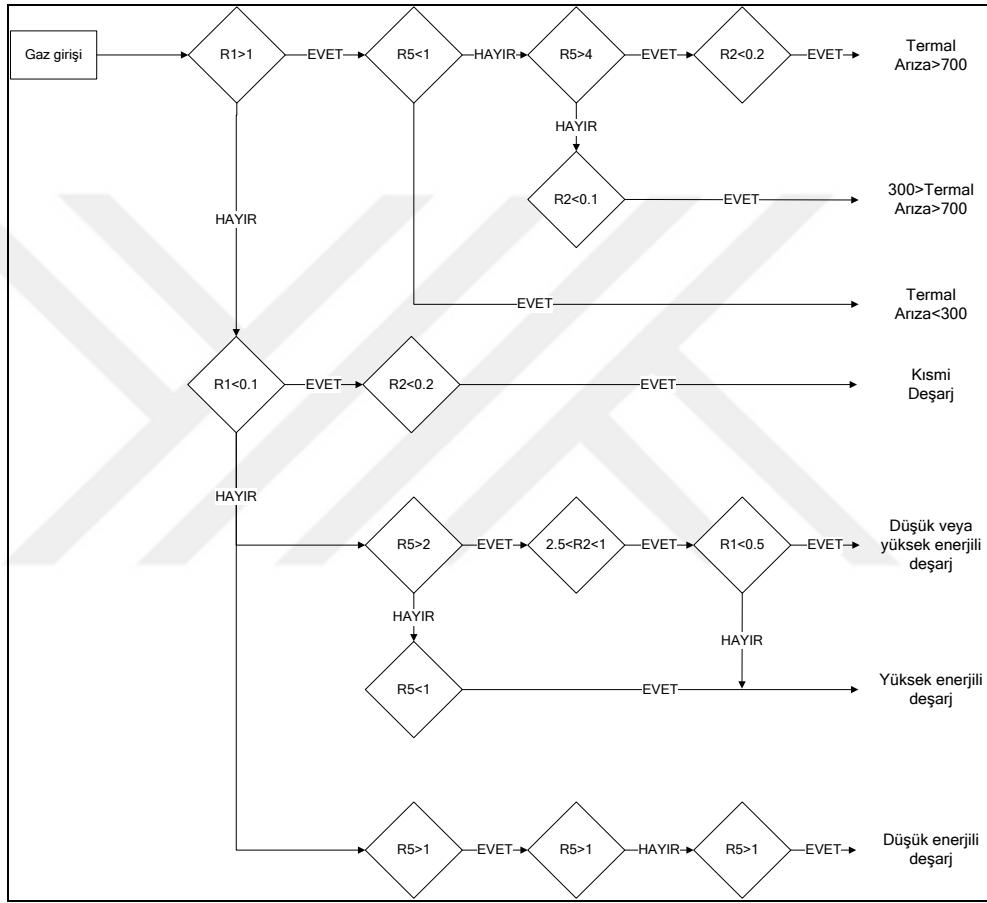 Gaz girişi
R1>1
EVET
R5<1
HAYIR
R5>4
EVET
R2<0.2
EVET
Termal
Arıza>700
HAYIR
R2<0.1
EVET
300>Termal
Arıza>700
HAYIR
EVET
Termal
Arıza<300
R1<0.1
EVET
R2<0.2
EVET
Kısmi
Deşarj
HAYIR
R5>2
EVET
2.5<R2<1
EVET
R1<0.5
EVET
Düşük veya
yüksek enerjili
deşarj
HAYIR
HAYIR
R5<1
EVET
Yüksek enerjili
deşarj
R5>1
EVET
R5>1
HAYIR
R5>1
EVET
Düşük enerjili
deşarj